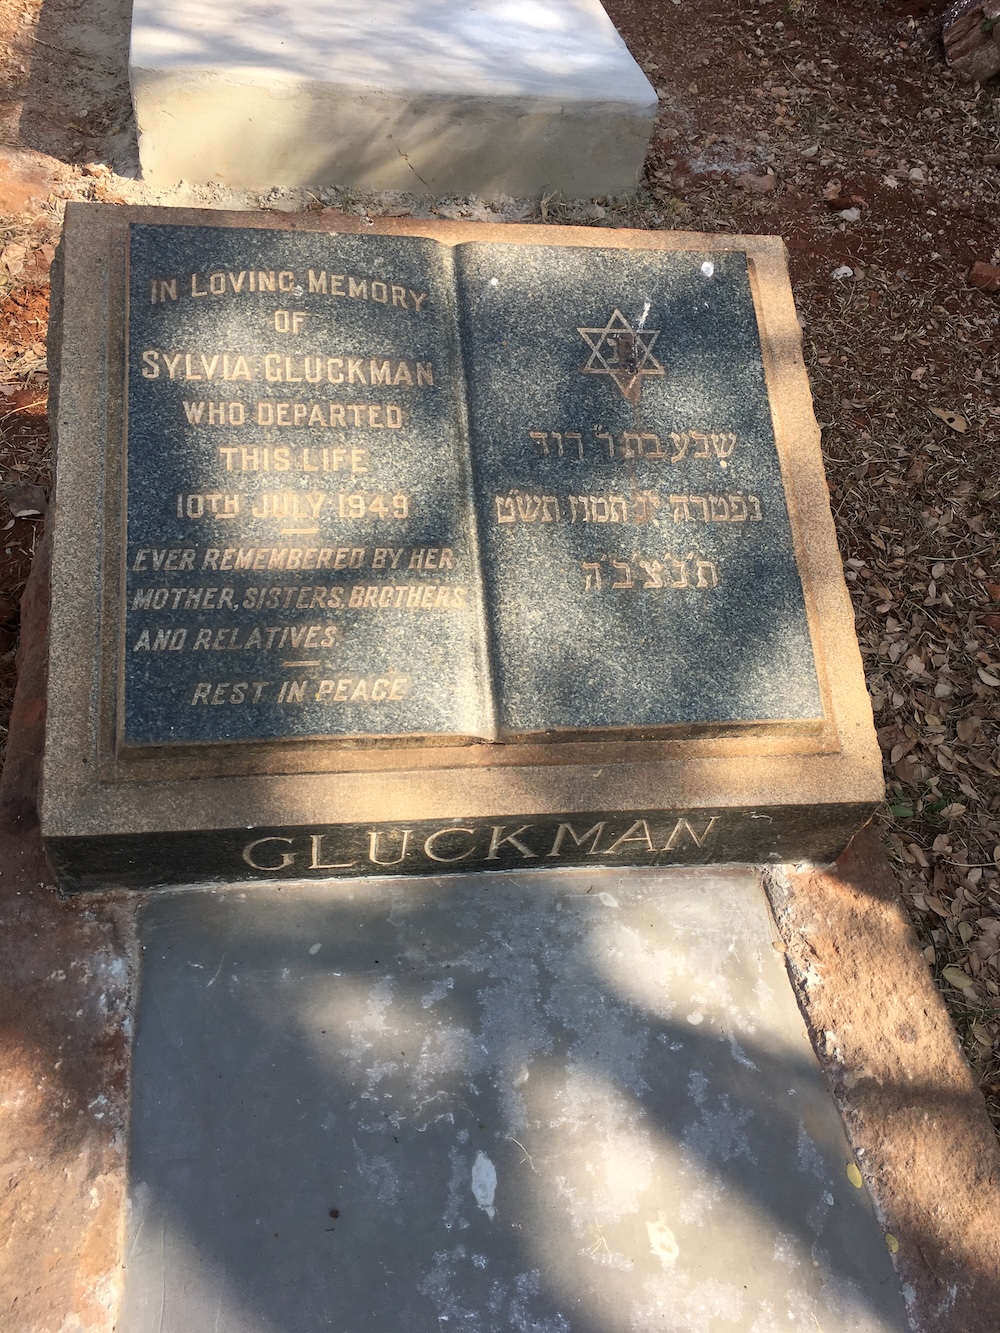 IN LOVING MEMORY
OF
SYLVIA GLUCKMAN
WHO DEPARTED
THIS LIFE
10TH JULY 1949
EVER REMEMBERED BY HER
MOTHER, SISTERS, BROTHERS
AND RELATIVES
REST IN PEACE
שבע בת ר' דוד
נפטרה י"ג תמוז תש"ט
ת'נ'צ'ב'ה
GLUCKMAN